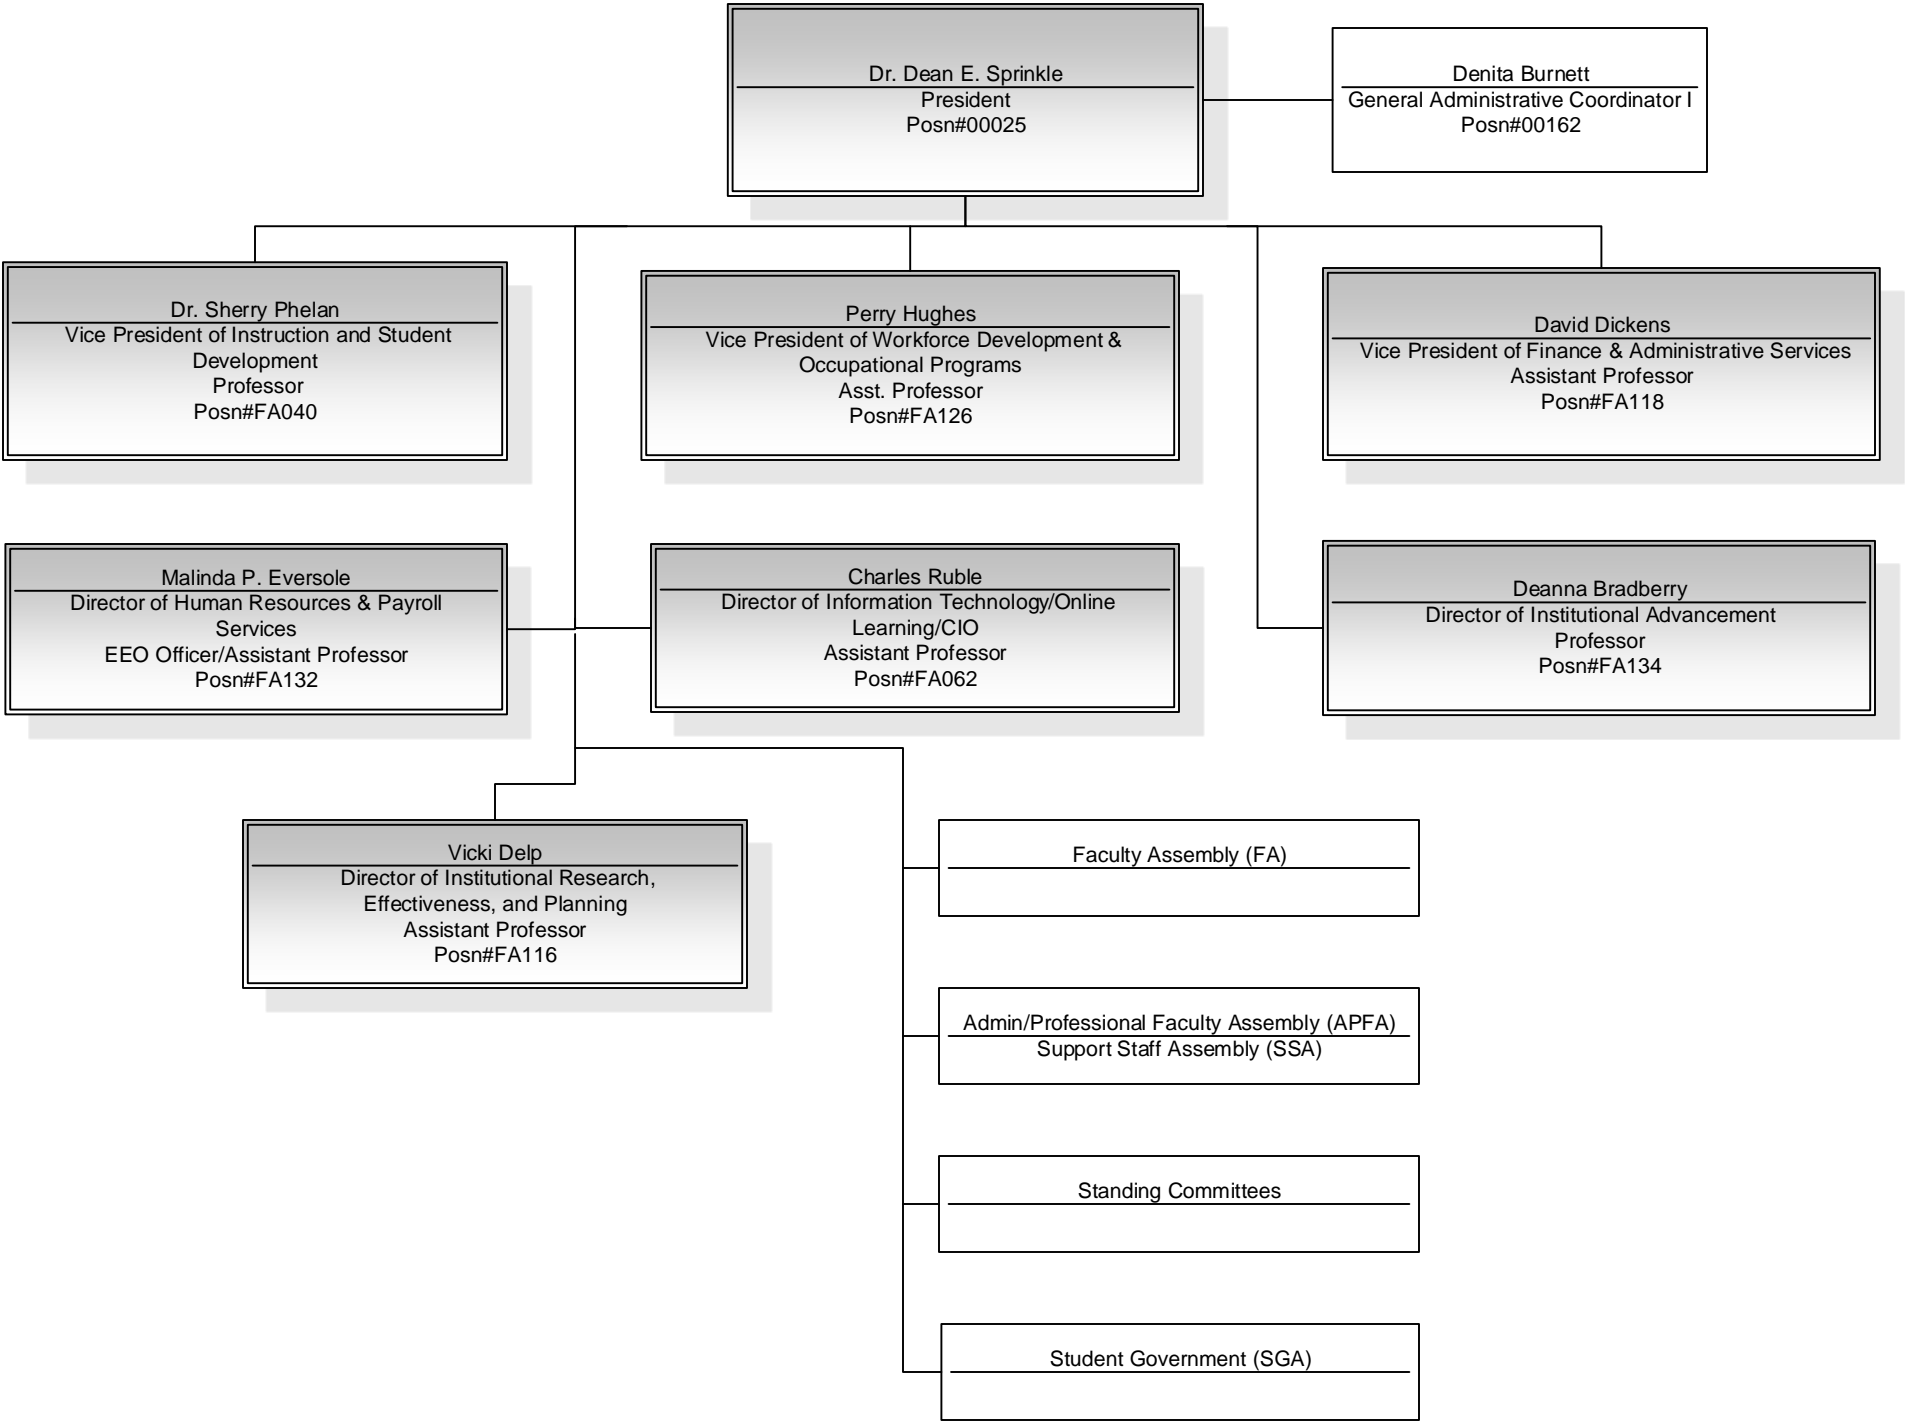 Dr. Dean E. Sprinkle
President
Posn#00025
Denita Burnett
General Administrative Coordinator I
Posn#00162
Dr. Sherry Phelan
Vice President of Instruction and Student
Development
Professor
Posn#FA040
Perry Hughes
Vice President of Workforce Development &
Occupational Programs
Asst. Professor
Posn#FA126
David Dickens
Vice President of Finance & Administrative Services
Assistant Professor
Posn#FA118
Malinda P. Eversole
Director of Human Resources & Payroll
Services
EEO Officer/Assistant Professor
Posn#FA132
Charles Ruble
Director of Information Technology/Online
Learning/CIO
Assistant Professor
Posn#FA062
Deanna Bradberry
Director of Institutional Advancement
Professor
Posn#FA134
Vicki Delp
Director of Institutional Research,
Effectiveness, and Planning
Assistant Professor
Posn#FA116
Faculty Assembly (FA)
Admin/Professional Faculty Assembly (APFA)
Support Staff Assembly (SSA)
Standing Committees
Student Government (SGA)